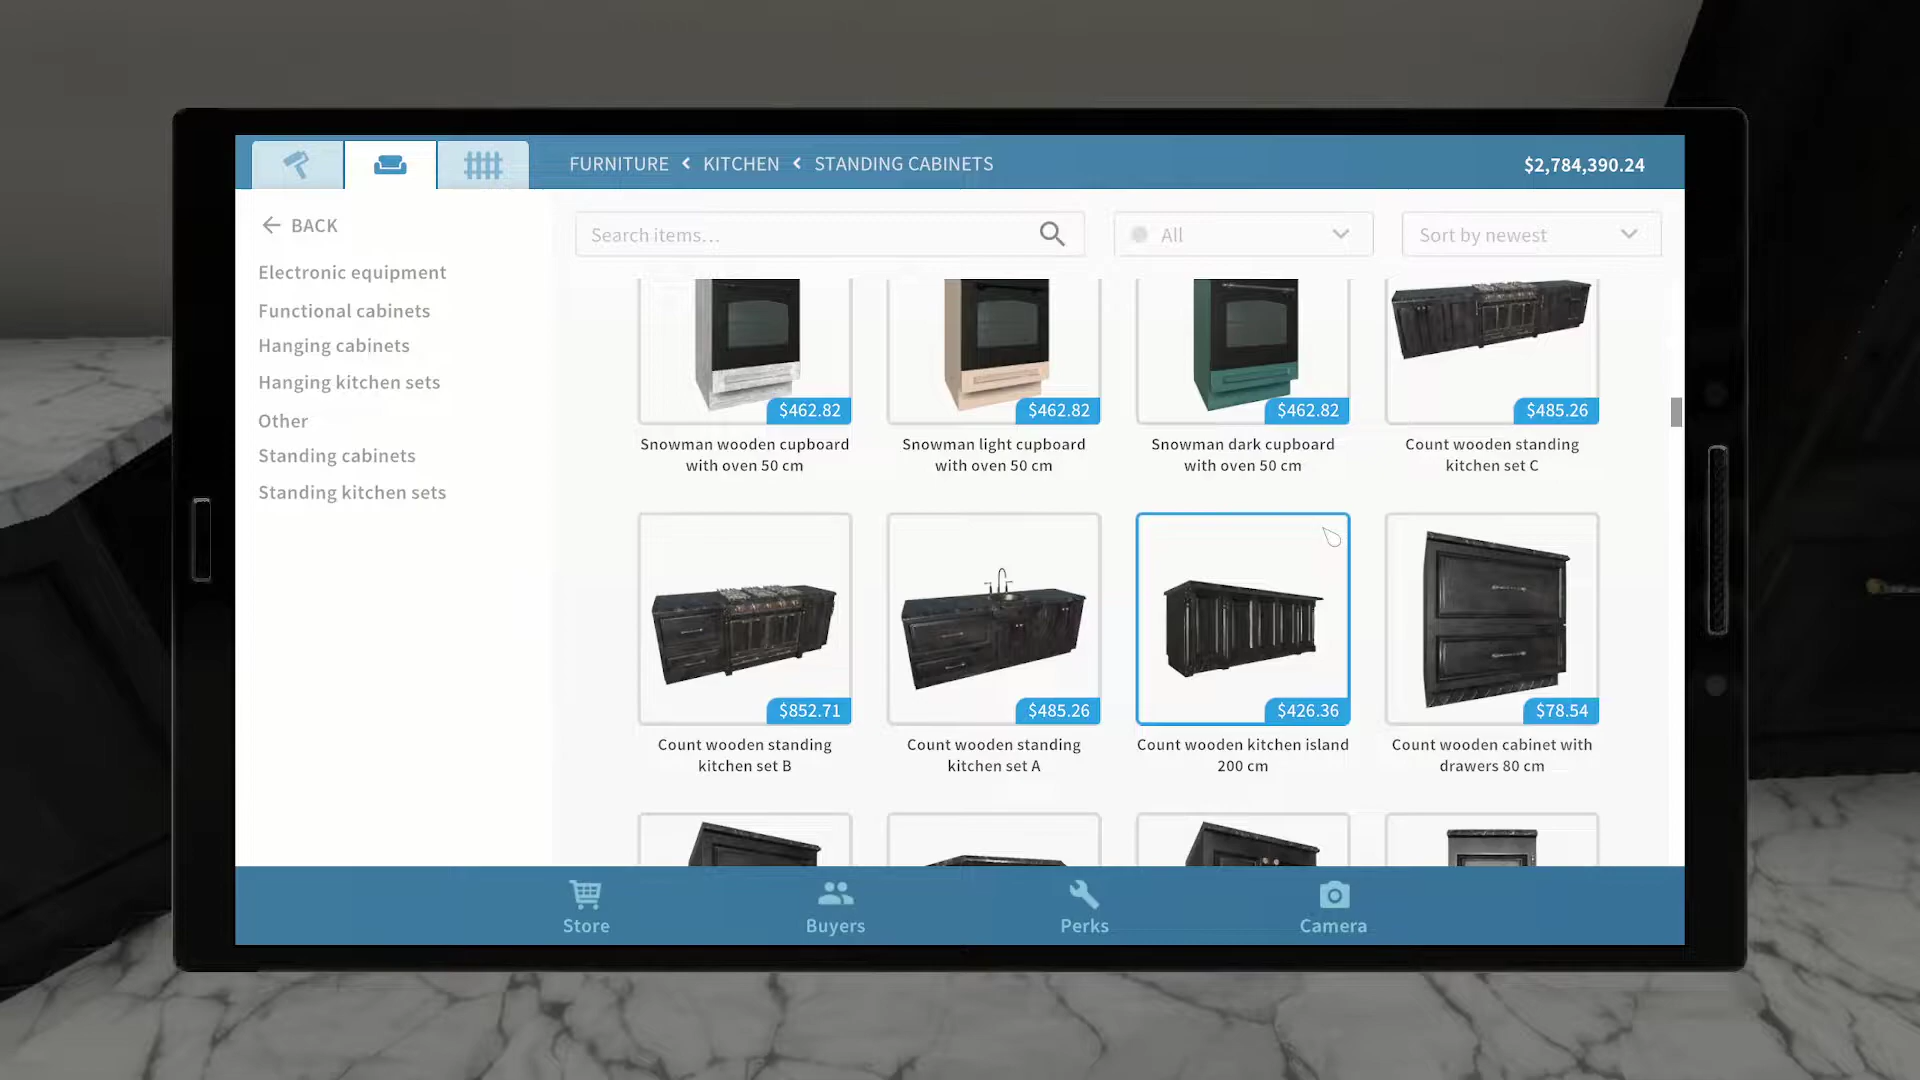 FURNITURE < KITCHEN < STANDING CABINETS
$2,784,390.24
BACK
Search items...
All
Sort by newest
Electronic equipment
Functional cabinets
Hanging cabinets
Hanging kitchen sets
Other
Standing cabinets
Standing kitchen sets
$462.82
$462.82
$462.82
$485.26
Snowman wooden cupboard
with oven 50 cm
Snowman light cupboard
with oven 50 cm
Snowman dark cupboard
with oven 50 cm
Count wooden standing
kitchen set C
$852.71
$485.26
$426.36
$78.54
Count wooden standing
kitchen set B
Count wooden standing
kitchen set A
Count wooden kitchen island
200 cm
Count wooden cabinet with
drawers 80 cm
Store
Buyers
Perks
Camera